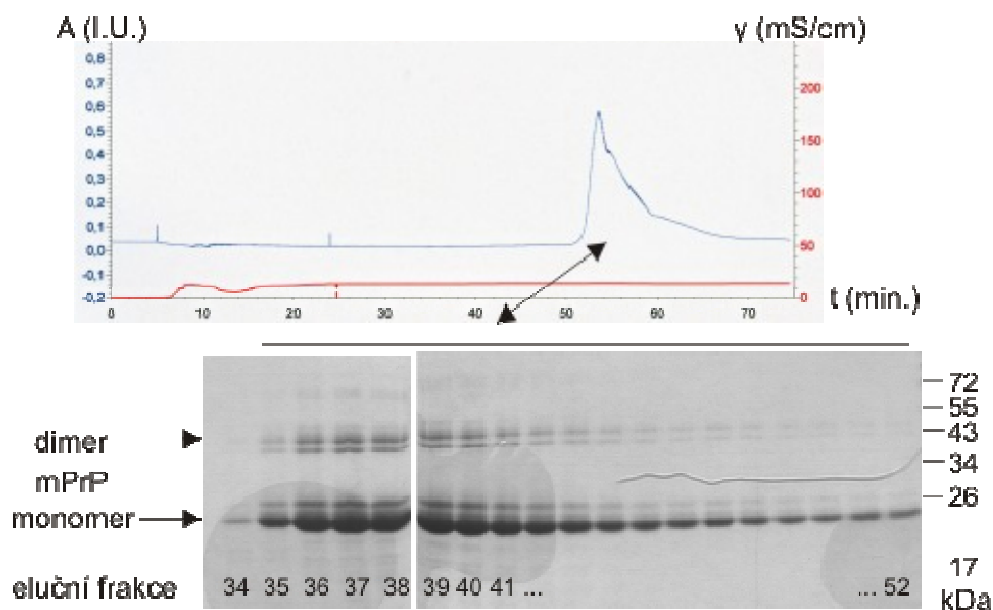 A (I.U.)
γ (mS/cm)
0,8
0,7
0,6
0,5
0,4
0,3
0,2
0,1
0,0
-0,1
-0,2
200
150
100
50
0
0 10 20 30 40 50 60 70
t (min.)
dimer
mPrP
monomer
72
55
43
34
26
17
kDa
eluční frakce 34 35 36 37 38 39 40 41 ... ... 52